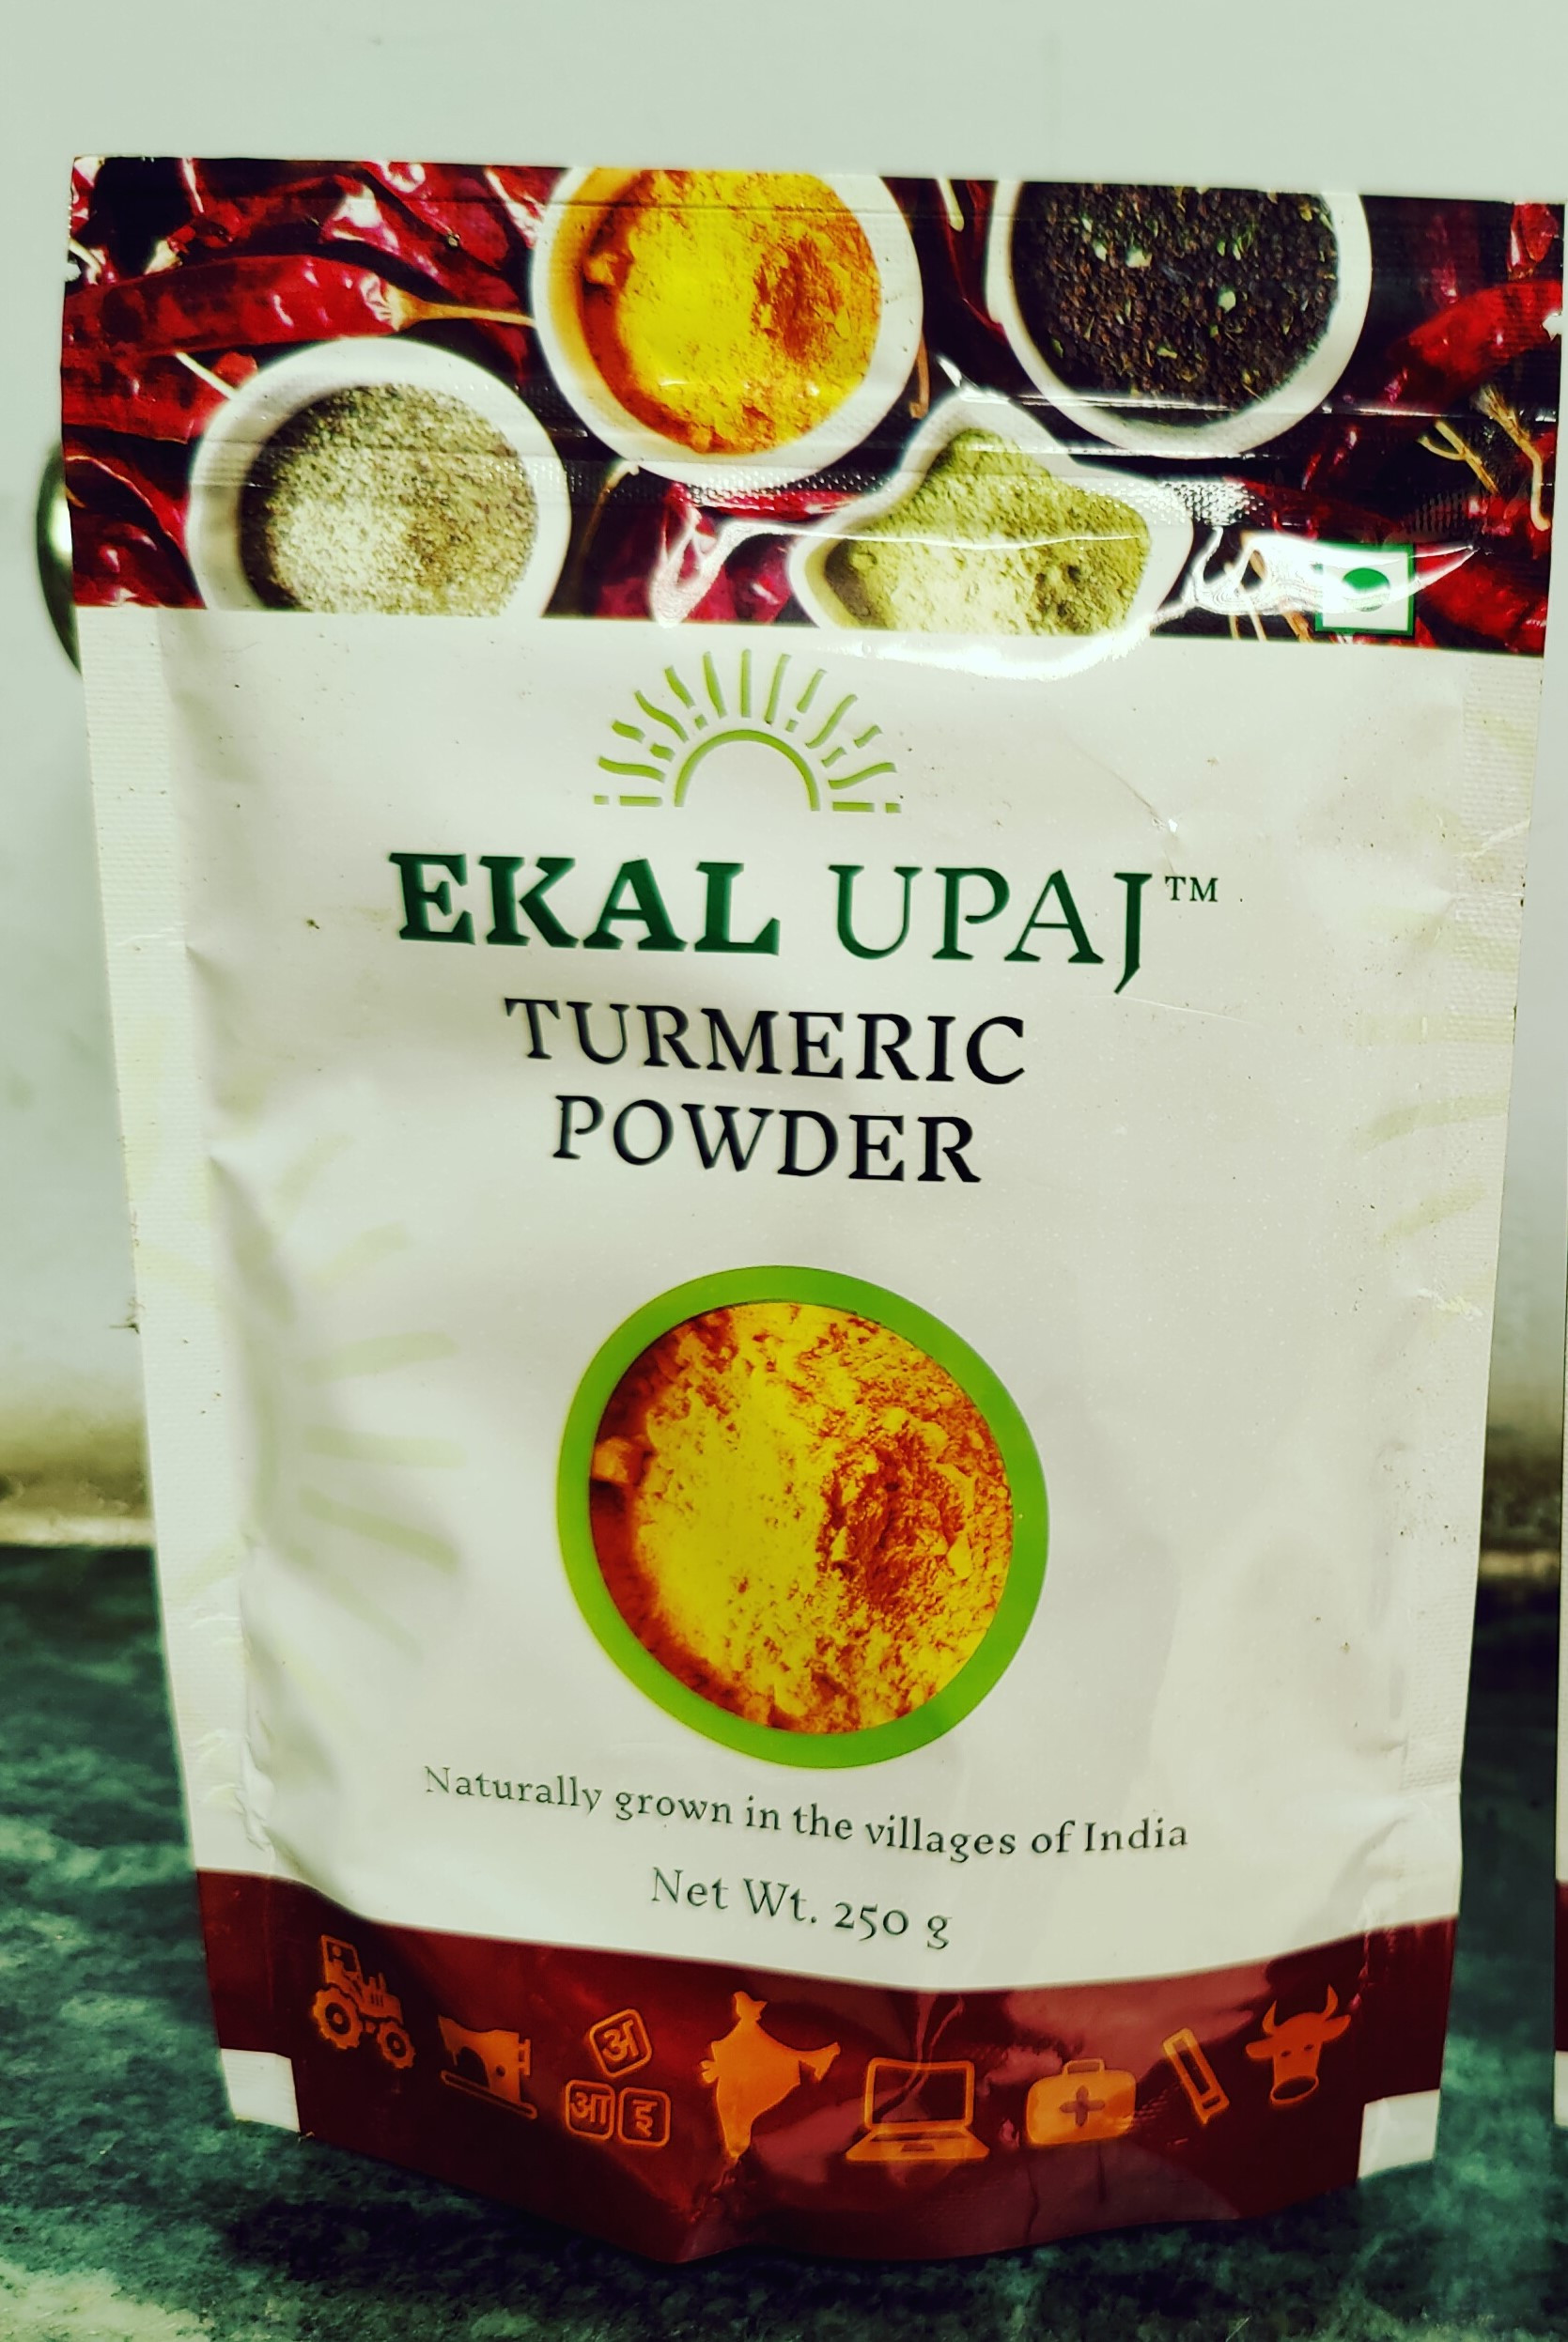 EKAL UPAJ™
TURMERIC
POWDER
Naturally grown in the villages of India
Net Wt. 250 g
अ
आ इ